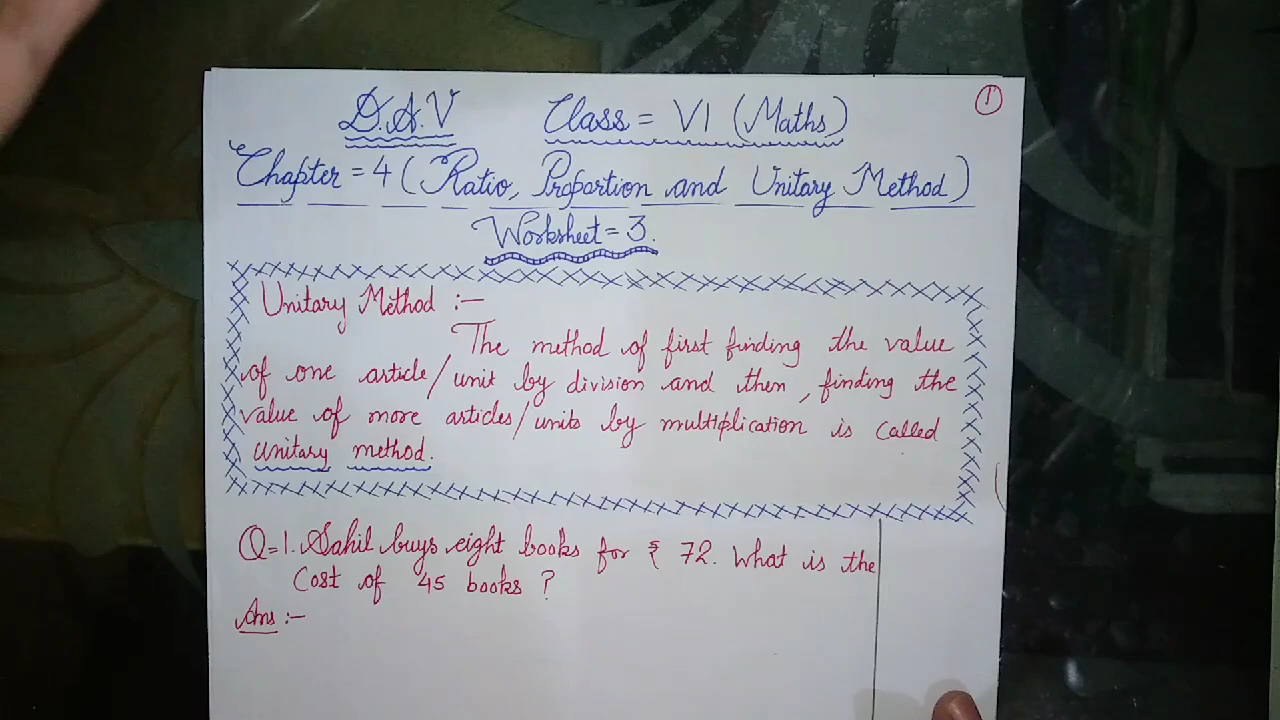 D.A.V Class = VI (Maths)
①
Chapter = 4 ( Ratio, Proportion and Unitary Method)
Worksheet = 3.
Unitary Method :-
The method of first finding the value
of one article/unit by division and then, finding the
value of more articles/units by multiplication is called
unitary method.
Q=1. Sahil buys eight books for ₹ 72. What is the
Cost of 45 books ?
Ans :-